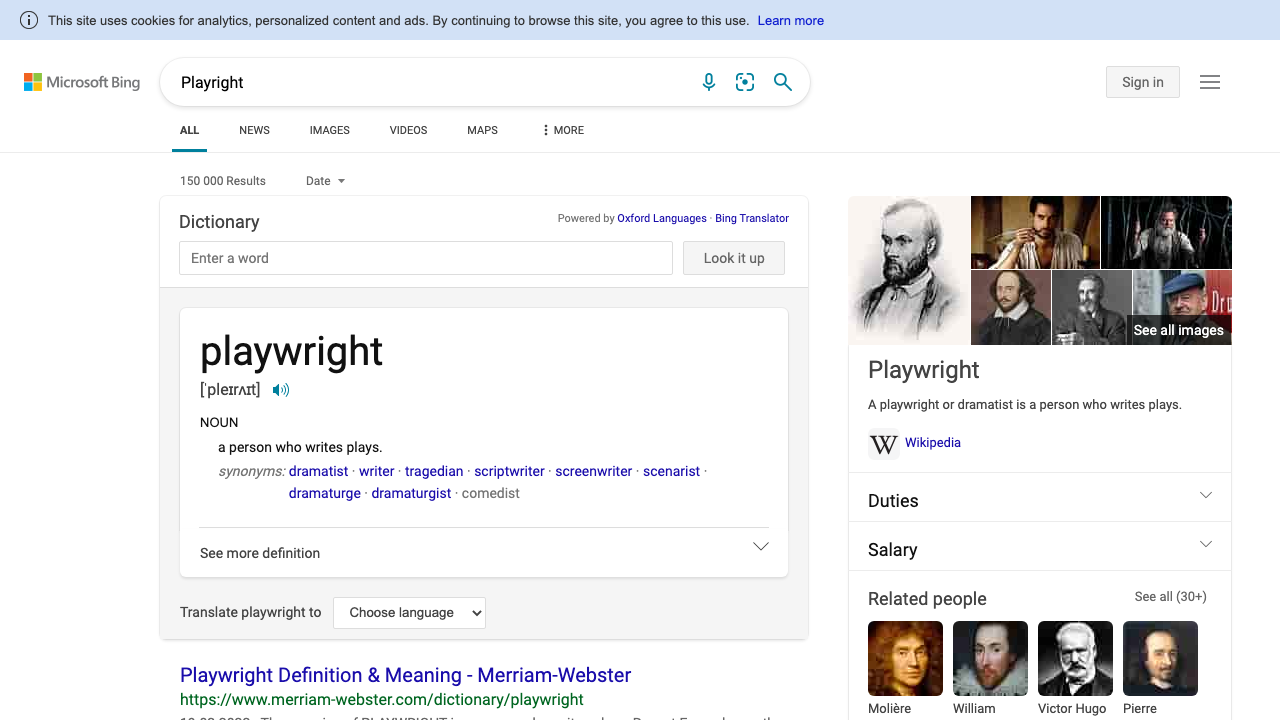 This site uses cookies for analytics, personalized content and ads. By continuing to browse this site, you agree to this use. Learn more
Microsoft Bing
Playright
Sign in
ALL
NEWS
IMAGES
VIDEOS
MAPS
MORE
150 000 Results
Date
Dictionary
Powered by Oxford Languages · Bing Translator
Enter a word
Look it up
playwright
[ˈpleɪrʌɪt]
NOUN
a person who writes plays.
synonyms: dramatist · writer · tragedian · scriptwriter · screenwriter · scenarist ·
dramaturge · dramaturgist · comedist
See more definition
Translate playwright to
Choose language
Playwright Definition & Meaning - Merriam-Webster
https://www.merriam-webster.com/dictionary/playwright
See all images
Playwright
A playwright or dramatist is a person who writes plays.
W
Wikipedia
Duties
Salary
Related people
See all (30+)
Molière
William
Victor Hugo
Pierre